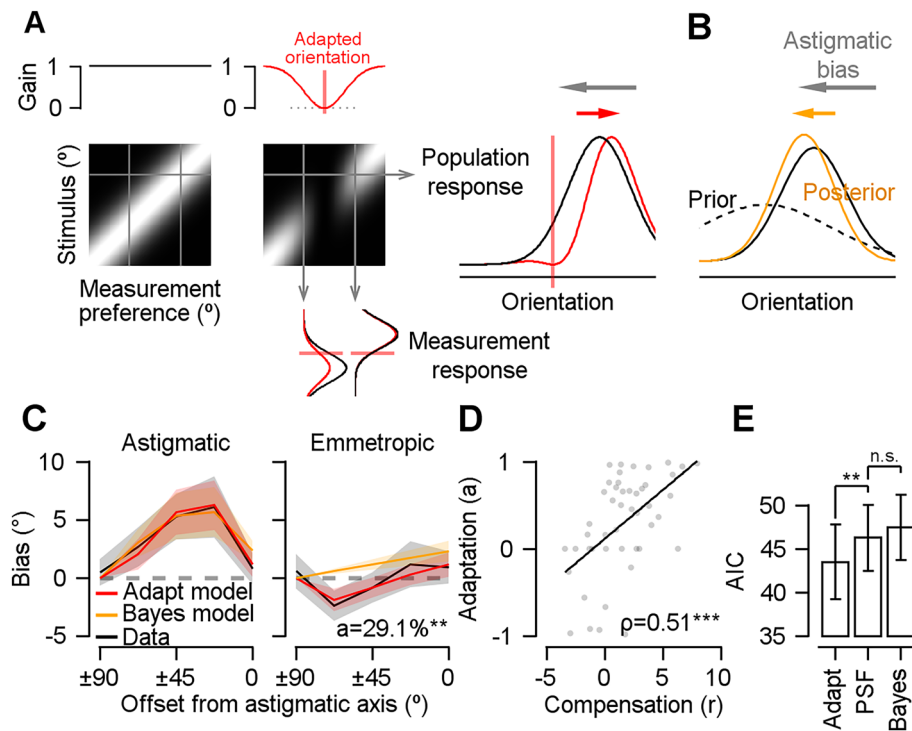 A
B
Adapted
orientation
Astigmatic
bias
Gain
1
0
1
0
Stimulus (º)
Population
response
Prior
Posterior
Measurement
preference (º)
Orientation
Orientation
Measurement
response
C
D
E
Astigmatic
Emmetropic
Bias (°)
10
5
0
-5
Adapt model
Bayes model
Data
a=29.1%**
±90
±45
0
±90
±45
0
Offset from astigmatic axis (º)
Adaptation (a)
1
0
-1
ρ=0.51***
-5
0
5
10
Compensation (r)
n.s.
**
AIC
50
45
40
35
Adapt
PSF
Bayes